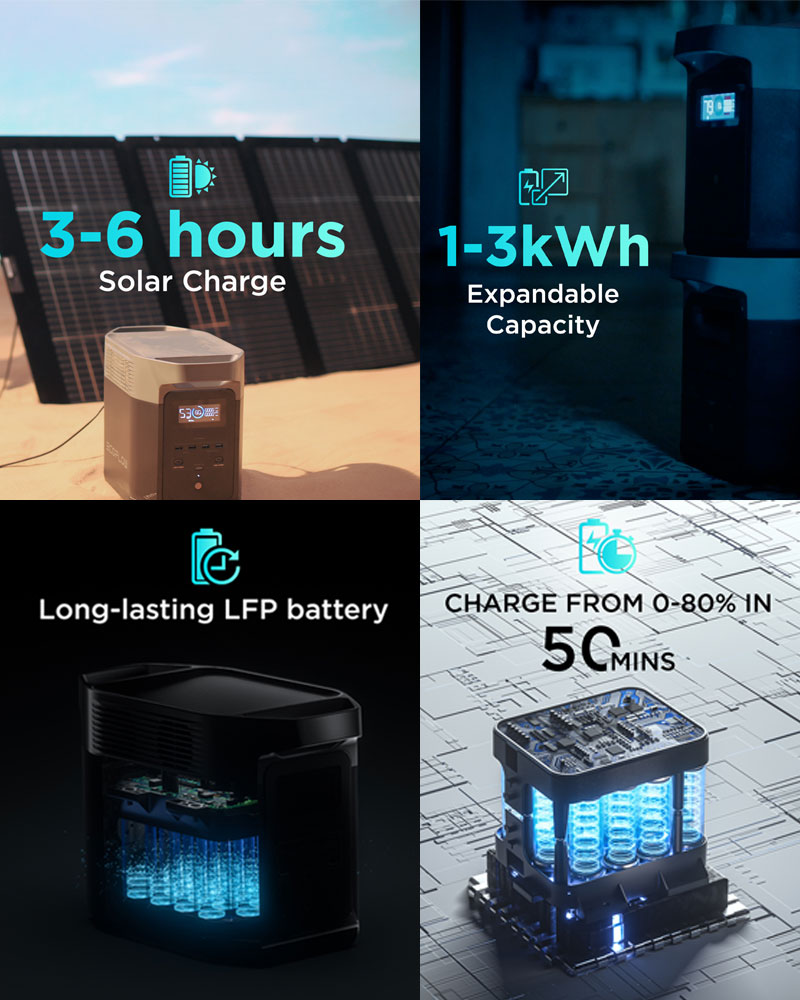 3-6 hours
Solar Charge
1-3kWh
Expandable
Capacity
Long-lasting LFP battery
CHARGE FROM 0-80% IN
50MINS